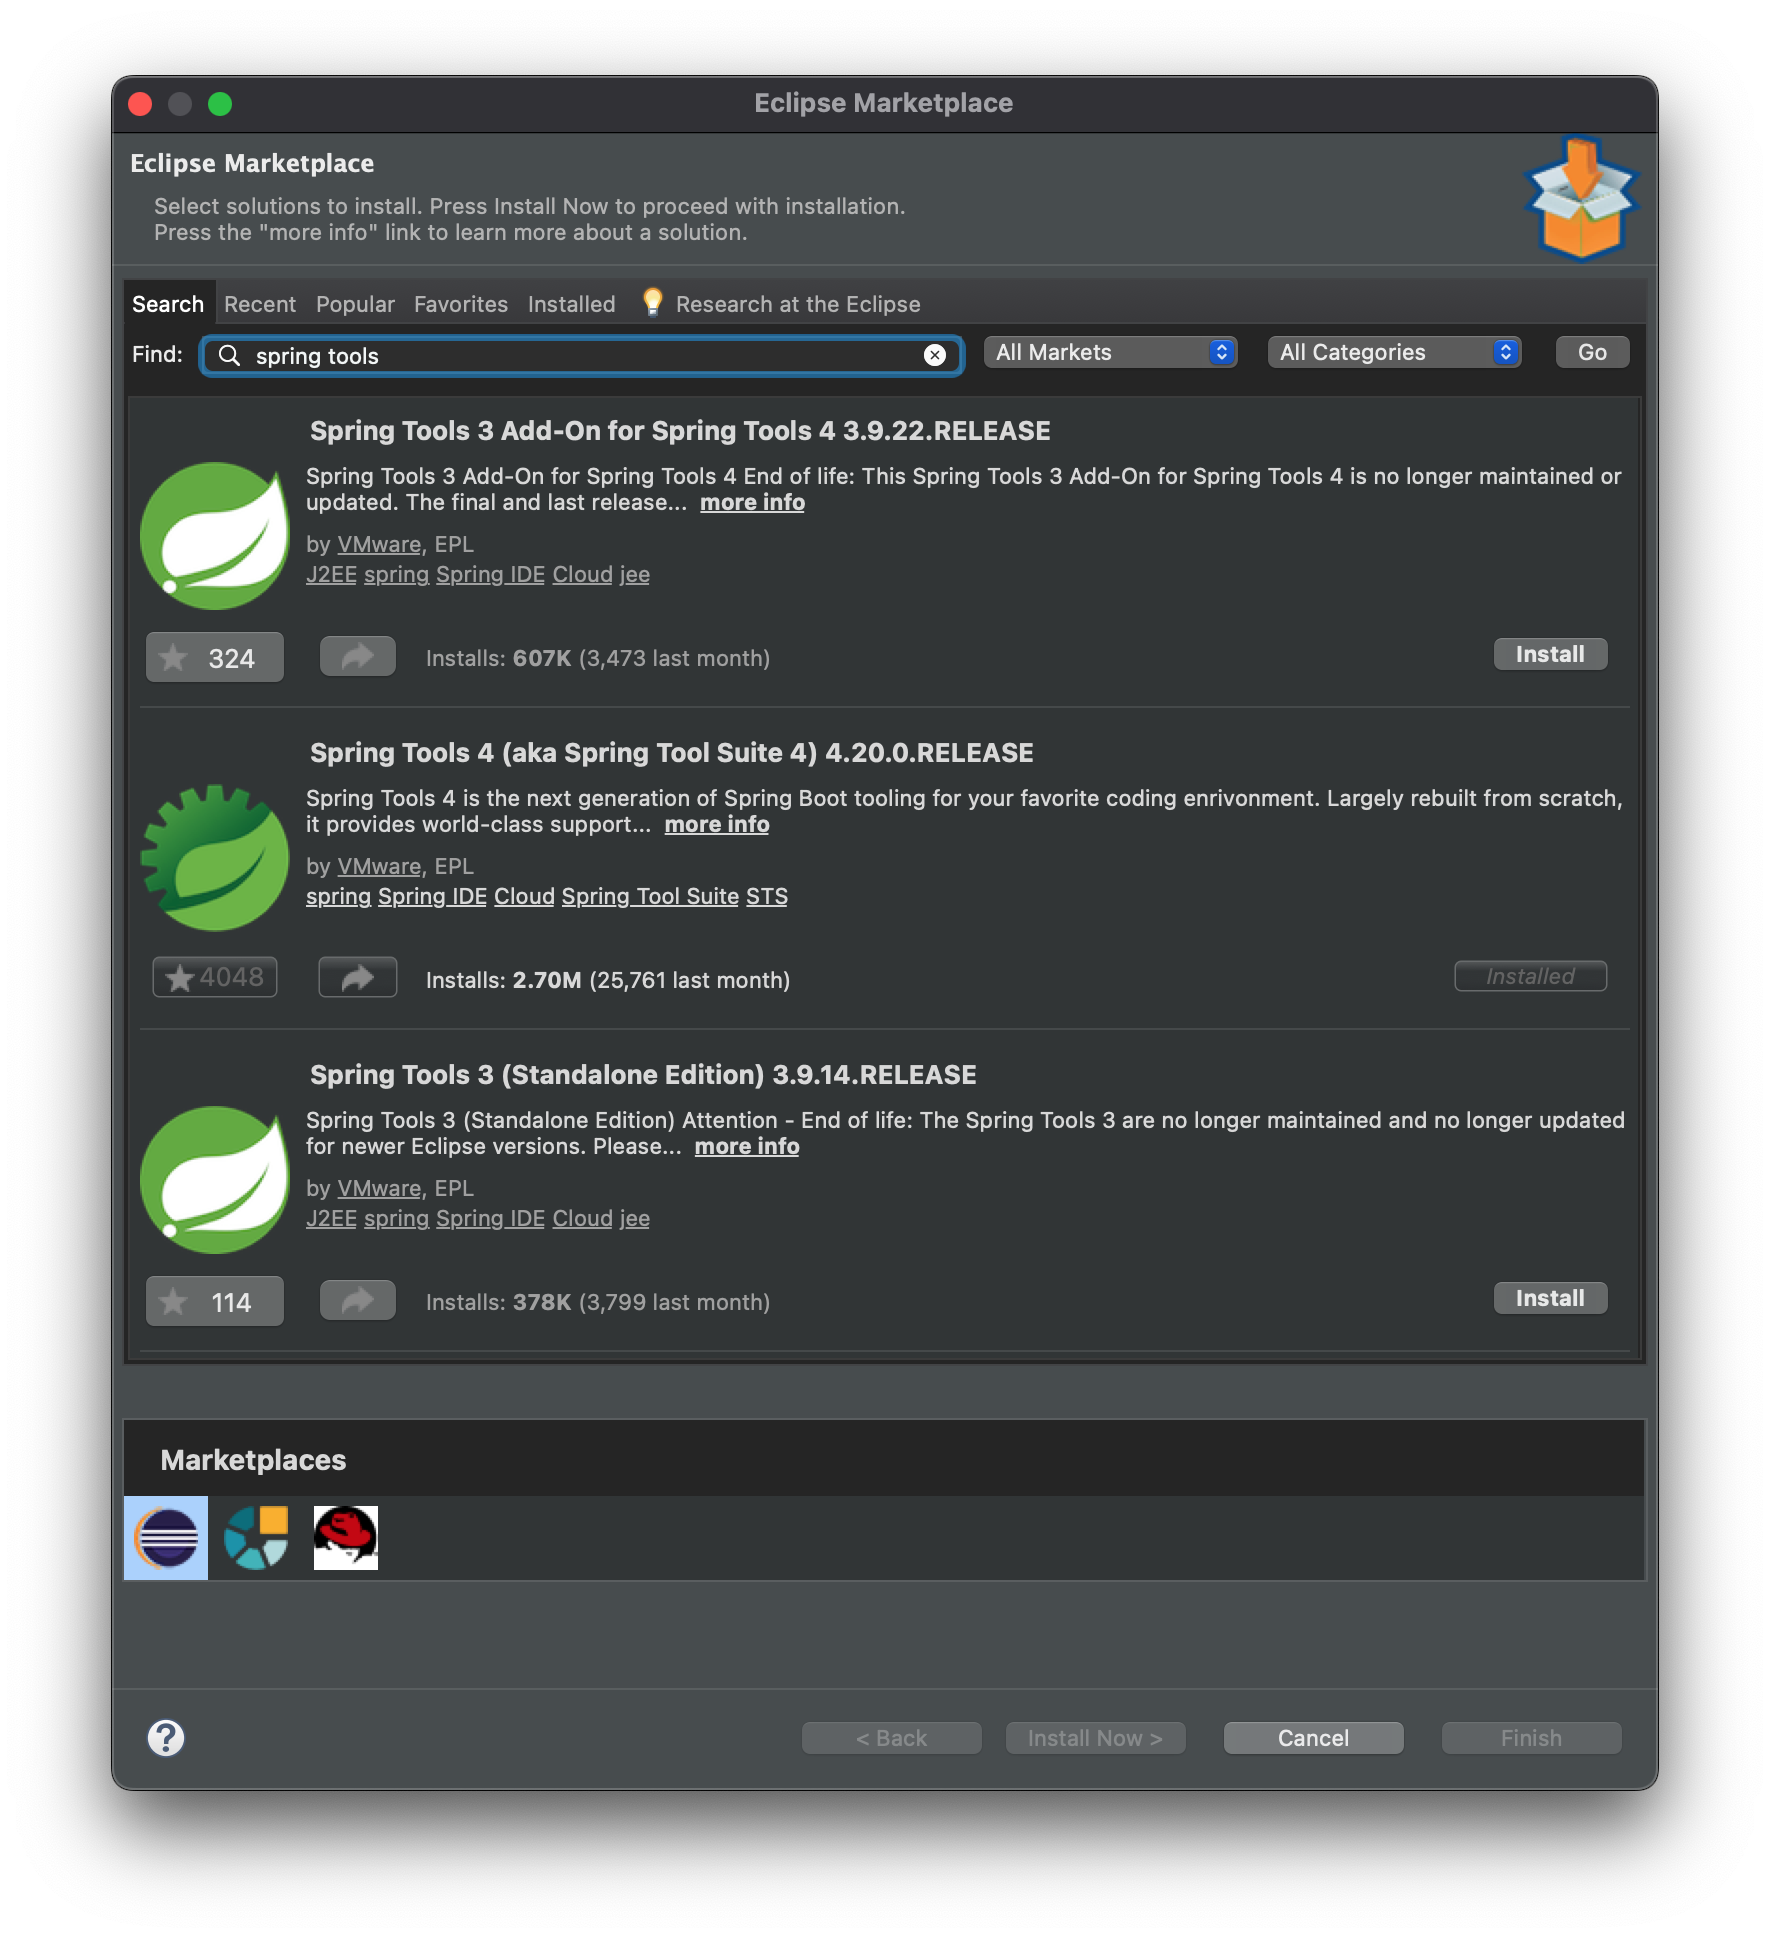 Eclipse Marketplace
Eclipse Marketplace
Select solutions to install. Press Install Now to proceed with installation.
Press the "more info" link to learn more about a solution.
Search Recent Popular Favorites Installed Research at the Eclipse
Find: spring tools All Markets All Categories Go
Spring Tools 3 Add-On for Spring Tools 4 3.9.22.RELEASE
Spring Tools 3 Add-On for Spring Tools 4 End of life: This Spring Tools 3 Add-On for Spring Tools 4 is no longer maintained or
updated. The final and last release... more info
by VMware, EPL
J2EE spring Spring IDE Cloud jee
324 Installs: 607K (3,473 last month) Install
Spring Tools 4 (aka Spring Tool Suite 4) 4.20.0.RELEASE
Spring Tools 4 is the next generation of Spring Boot tooling for your favorite coding enrivonment. Largely rebuilt from scratch,
it provides world-class support... more info
by VMware, EPL
spring Spring IDE Cloud Spring Tool Suite STS
4048 Installs: 2.70M (25,761 last month) Installed
Spring Tools 3 (Standalone Edition) 3.9.14.RELEASE
Spring Tools 3 (Standalone Edition) Attention - End of life: The Spring Tools 3 are no longer maintained and no longer updated
for newer Eclipse versions. Please... more info
by VMware, EPL
J2EE spring Spring IDE Cloud jee
114 Installs: 378K (3,799 last month) Install
Marketplaces
? < Back Install Now > Cancel Finish